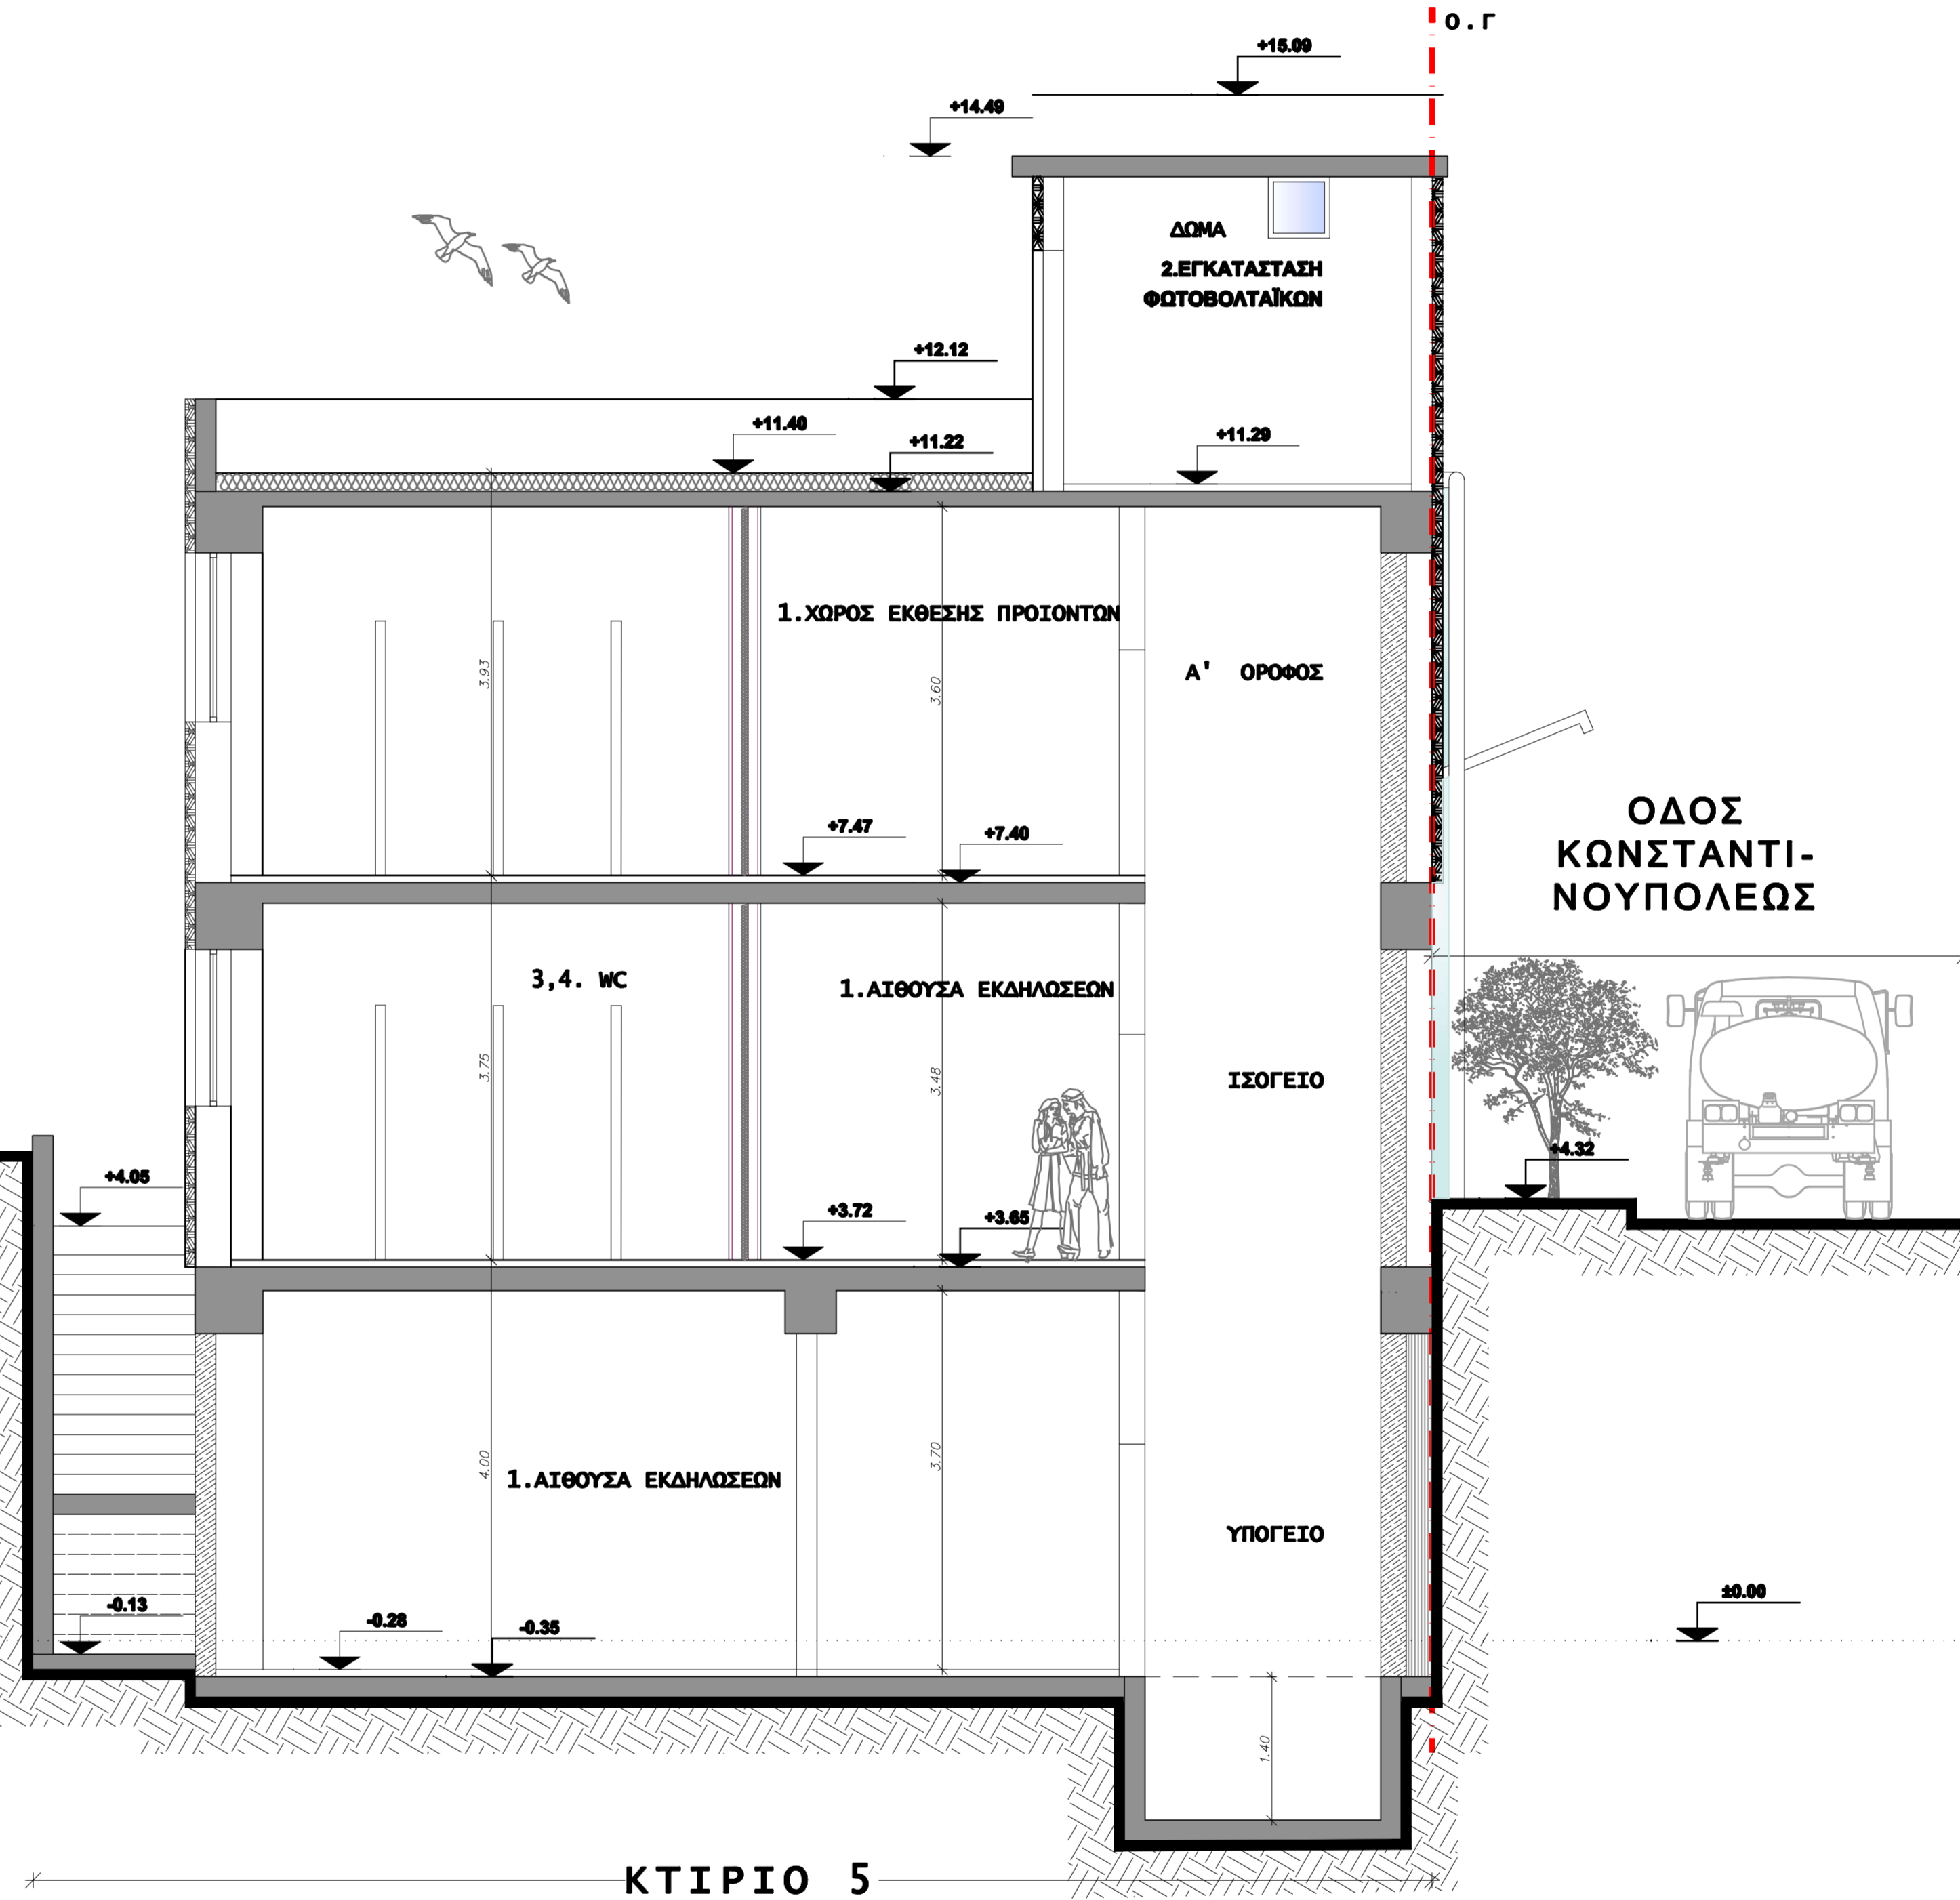 ο.Γ
+15.09
+14.49
ΔΩΜΑ
2.ΕΓΚΑΤΑΣΤΑΣΗ
ΦΩΤΟΒΟΛΤΑΪΚΩΝ
+12.12
+11.40
+11.22
+11.29
1.ΧΩΡΟΣ ΕΚΘΕΣΗΣ ΠΡΟΙΟΝΤΩΝ
3.93
3.60
Α' ΟΡΟΦΟΣ
+7.47
+7.40
ΟΔΟΣ
ΚΩΝΣΤΑΝΤΙ-
ΝΟΥΠΟΛΕΩΣ
3,4. WC
1.ΑΙΘΟΥΣΑ ΕΚΔΗΛΩΣΕΩΝ
3.75
3.48
ΙΣΟΓΕΙΟ
+4.32
+4.05
+3.72
+3.65
4.00
3.70
1.ΑΙΘΟΥΣΑ ΕΚΔΗΛΩΣΕΩΝ
ΥΠΟΓΕΙΟ
-0.13
-0.28
-0.35
±0.00
1.40
ΚΤΙΡΙΟ 5